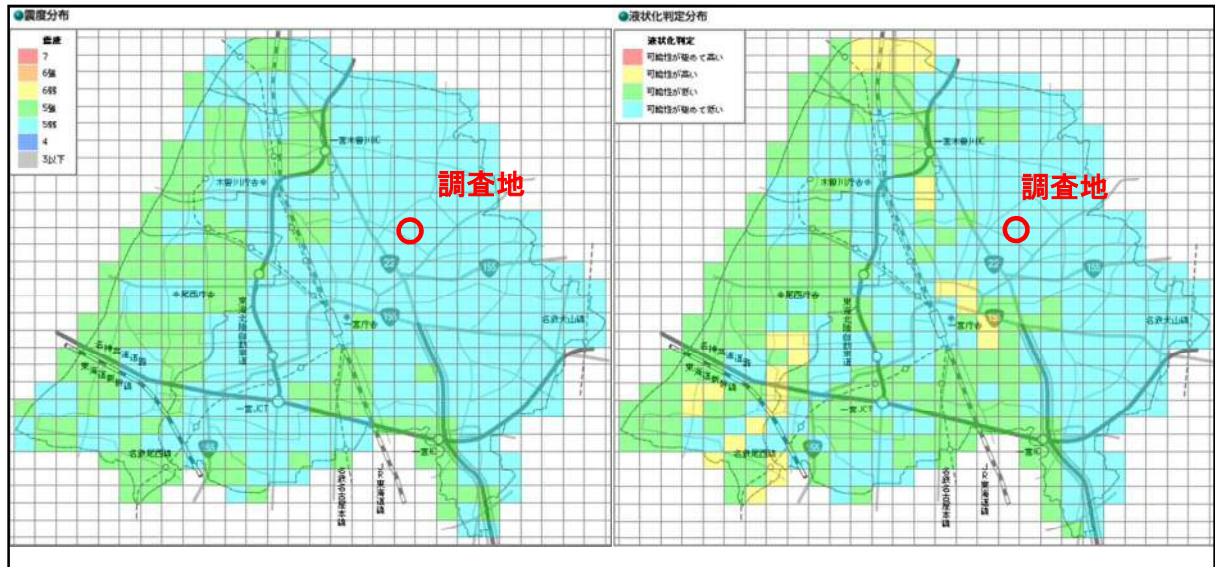 ●震度分布
震度
7
6強
6弱
5強
5弱
4
3以下
一宮木曽川IC
木曽川庁舎
調査地
22
155
尾西庁舎
東海北陸自動車道
一宮庁舎
名鉄犬山線
名神高速道路
東海道新幹線
一宮JCT
一宮IC
名鉄尾西線
名鉄名古屋本線
JR東海道線
●液状化判定分布
液状化判定
可能性が極めて高い
可能性が高い
可能性が低い
可能性が極めて低い
一宮木曽川IC
木曽川庁舎
調査地
22
155
尾西庁舎
東海北陸自動車道
一宮庁舎
名鉄犬山線
名神高速道路
東海道新幹線
一宮JCT
一宮IC
名鉄尾西線
名鉄名古屋本線
JR東海道線